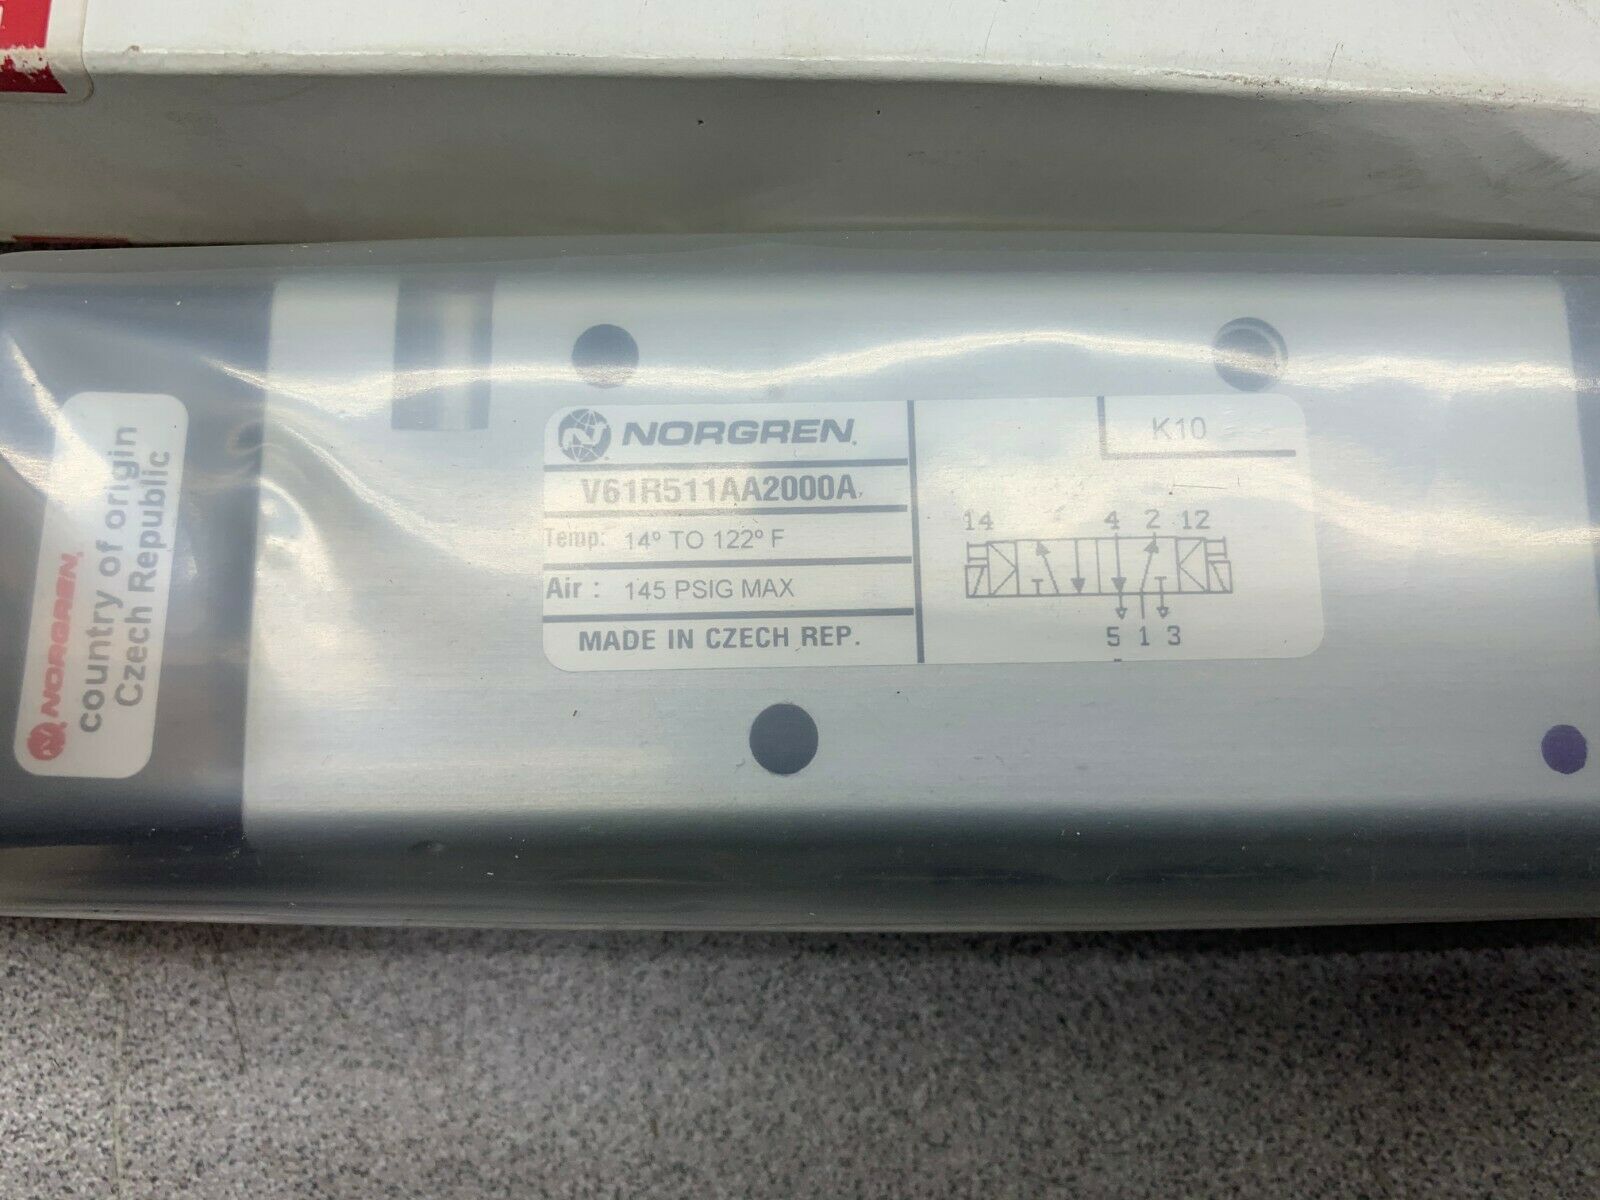 NORGREN
country of origin
Czech Republic
NORGREN
V61R511AA2000A
Temp: 14° TO 122° F
Air : 145 PSIG MAX
MADE IN CZECH REP.
K10
14 4 2 12
5 1 3